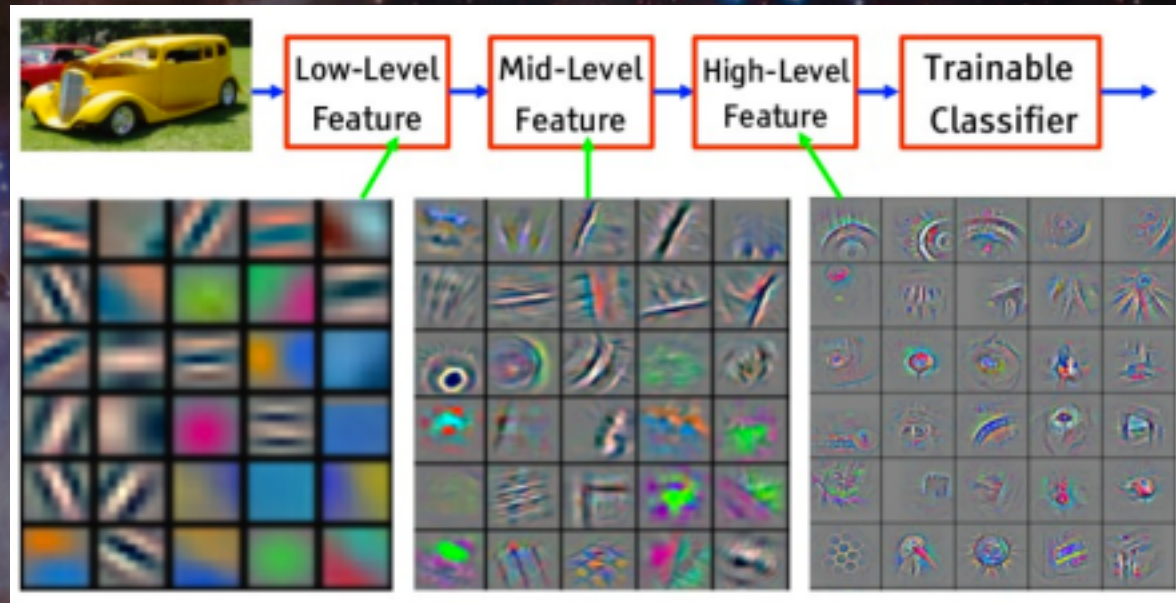 Low-Level
Feature
Mid-Level
Feature
High-Level
Feature
Trainable
Classifier